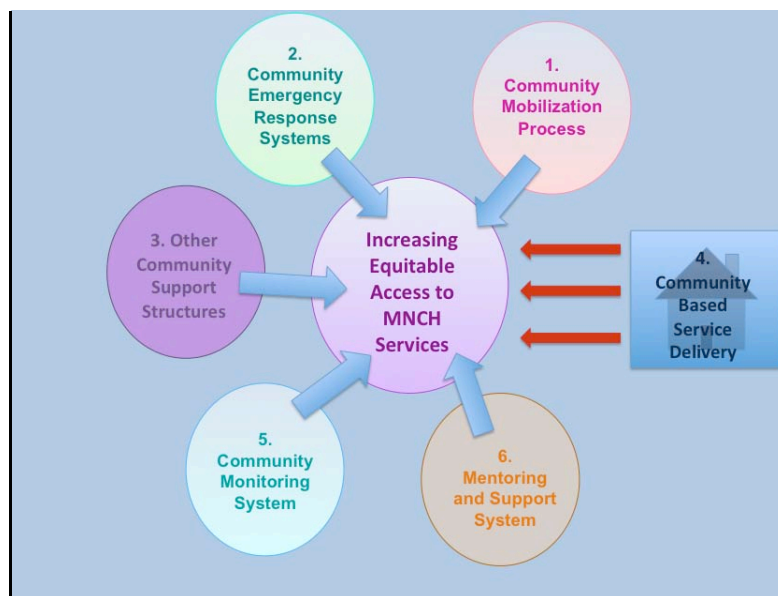 2.
Community
Emergency
Response
Systems
1.
Community
Mobilization
Process
3. Other
Community
Support
Structures
Increasing
Equitable
Access to
MNCH
Services
4.
Community
Based
Service
Delivery
5.
Community
Monitoring
System
6.
Mentoring
and Support
System